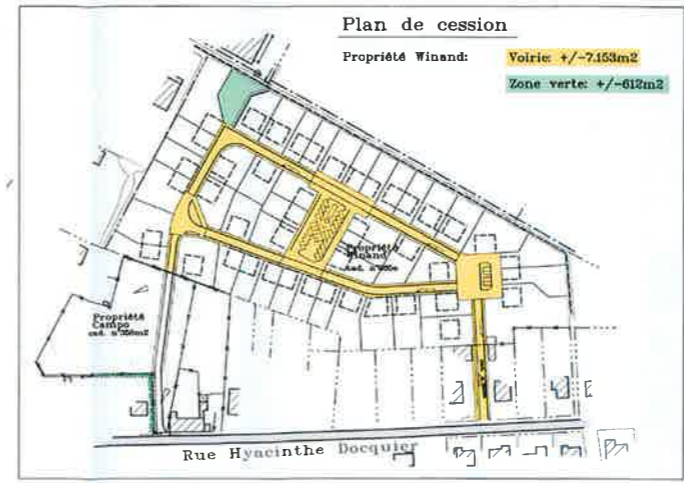 Plan de cession
Propriété Winand:
Voirie: +/-7.153m2
Zone verte: +/-612m2
Propriété
Winand
Propriété
Campo
Rue Hyacinthe Docquier